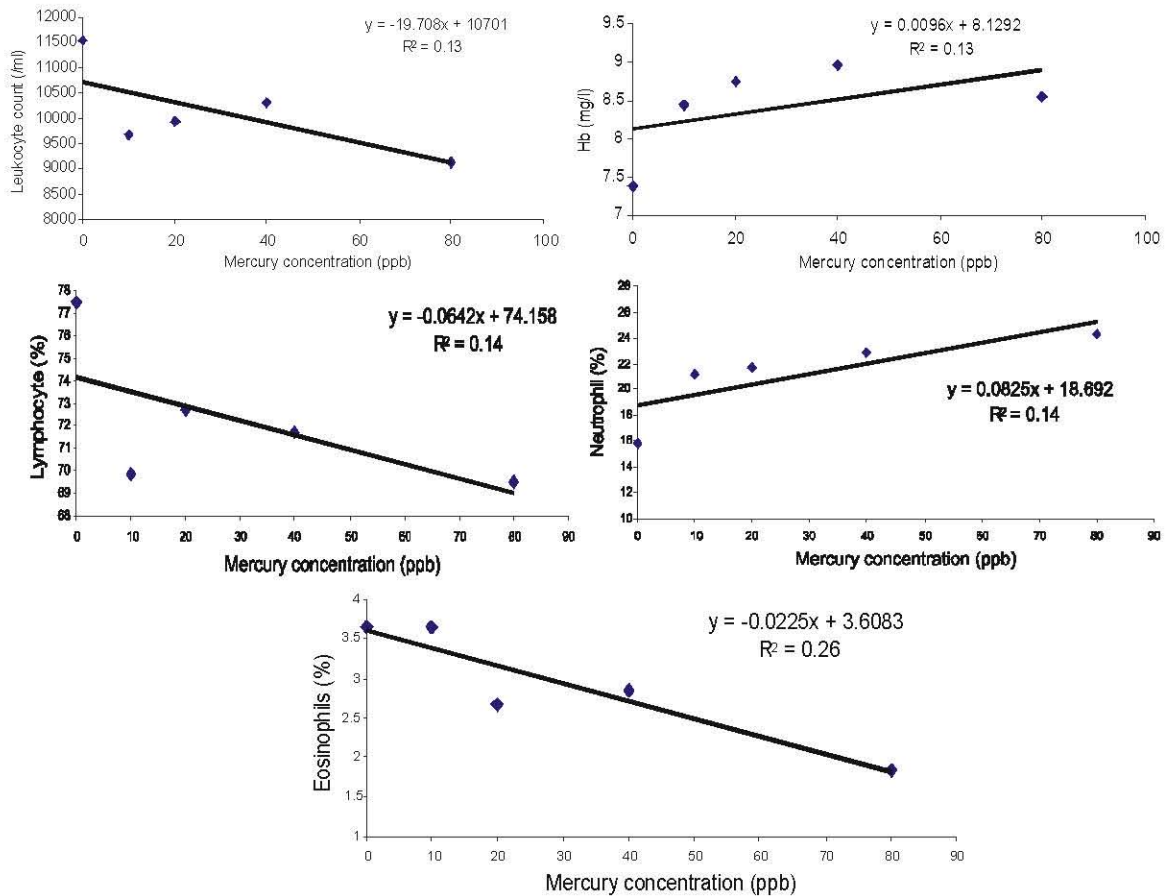 y = -19.708x + 10701
R² = 0.13
Leukocyte count (/ml)
12000
11500
11000
10500
10000
9500
9000
8500
8000
0 20 40 60 80 100
Mercury concentration (ppb)
y = 0.0096x + 8.1292
R² = 0.13
Hb (mg/l)
9.5
9
8.5
8
7.5
7
0 20 40 60 80 100
Mercury concentration (ppb)
y = -0.0642x + 74.158
R² = 0.14
Lymphocyte (%)
78
77
76
75
74
73
72
71
70
69
68
0 10 20 30 40 50 60 70 80 90
Mercury concentration (ppb)
y = 0.0825x + 18.692
R² = 0.14
Neutrophil (%)
28
26
24
22
20
18
16
14
12
10
0 10 20 30 40 50 60 70 80 90
Mercury concentration (ppb)
y = -0.0225x + 3.6083
R² = 0.26
Eosinophils (%)
4
3.5
3
2.5
2
1.5
1
0 10 20 30 40 50 60 70 80 90
Mercury concentration (ppb)